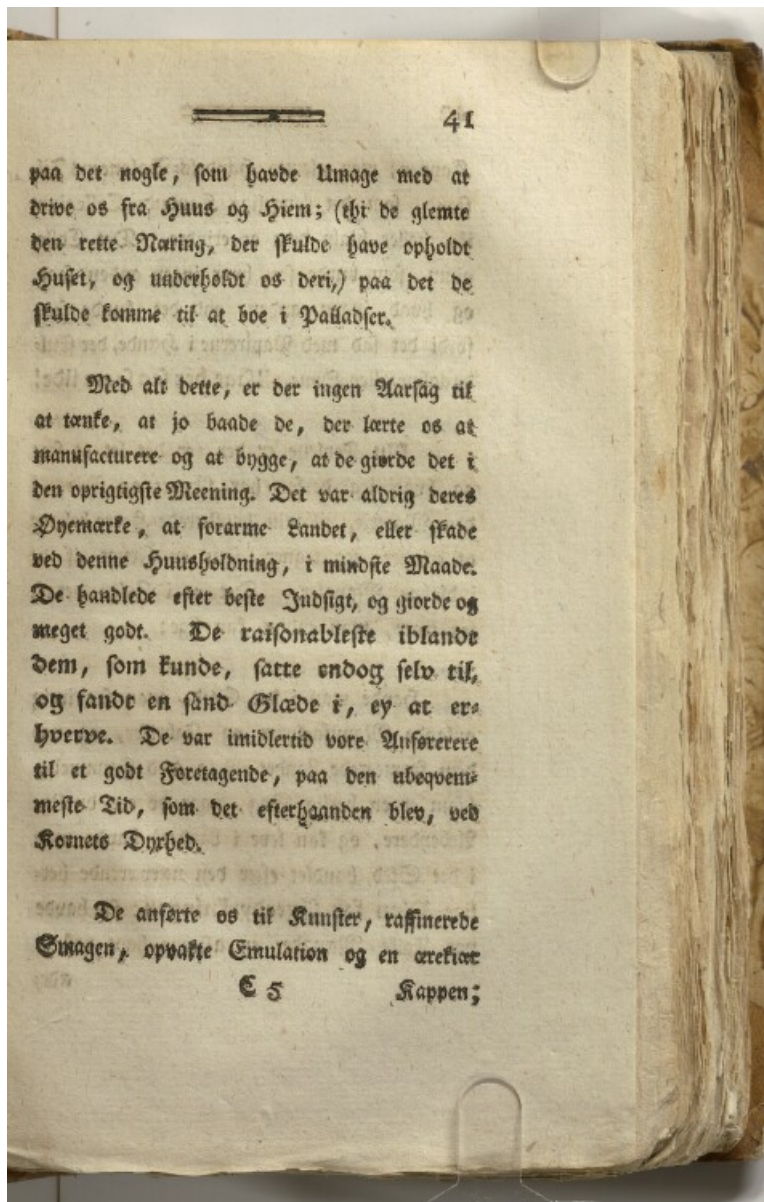 41
paa det nogle, som havde Umage med at
drive os fra Huus og Hiem; (thi de glemte
den rette Næring, der skulde have opholdt
Huset, og underholdt os deri,) paa det de
skulde komme til at boe i Palladser.
Med alt dette, er der ingen Aarsag til
at tænke, at jo baade de, der lærte os at
manufacturere og at bygge, at de giorde det i
den oprigtigste Meening. Det var aldrig deres
Øyemærke, at forarme Landet, eller skade
ved denne Huusholdning, i mindste Maade.
De handlede efter beste Indsigt, og giorde og
meget godt. De raisonableste iblandt
dem, som kunde, satte endog selv til,
og fandt en sand Glæde i, ey at er-
hverve. De var imidlertid vore Anførerere
til et godt Foretagende, paa den ubeqvem-
meste Tid, som det efterhaanden blev, ved
Kornets Dyrhed.
De anførte os til Kunster, raffinerede
Smagen, opvakte Emulation og en ærekiær
C 5 Kappen;